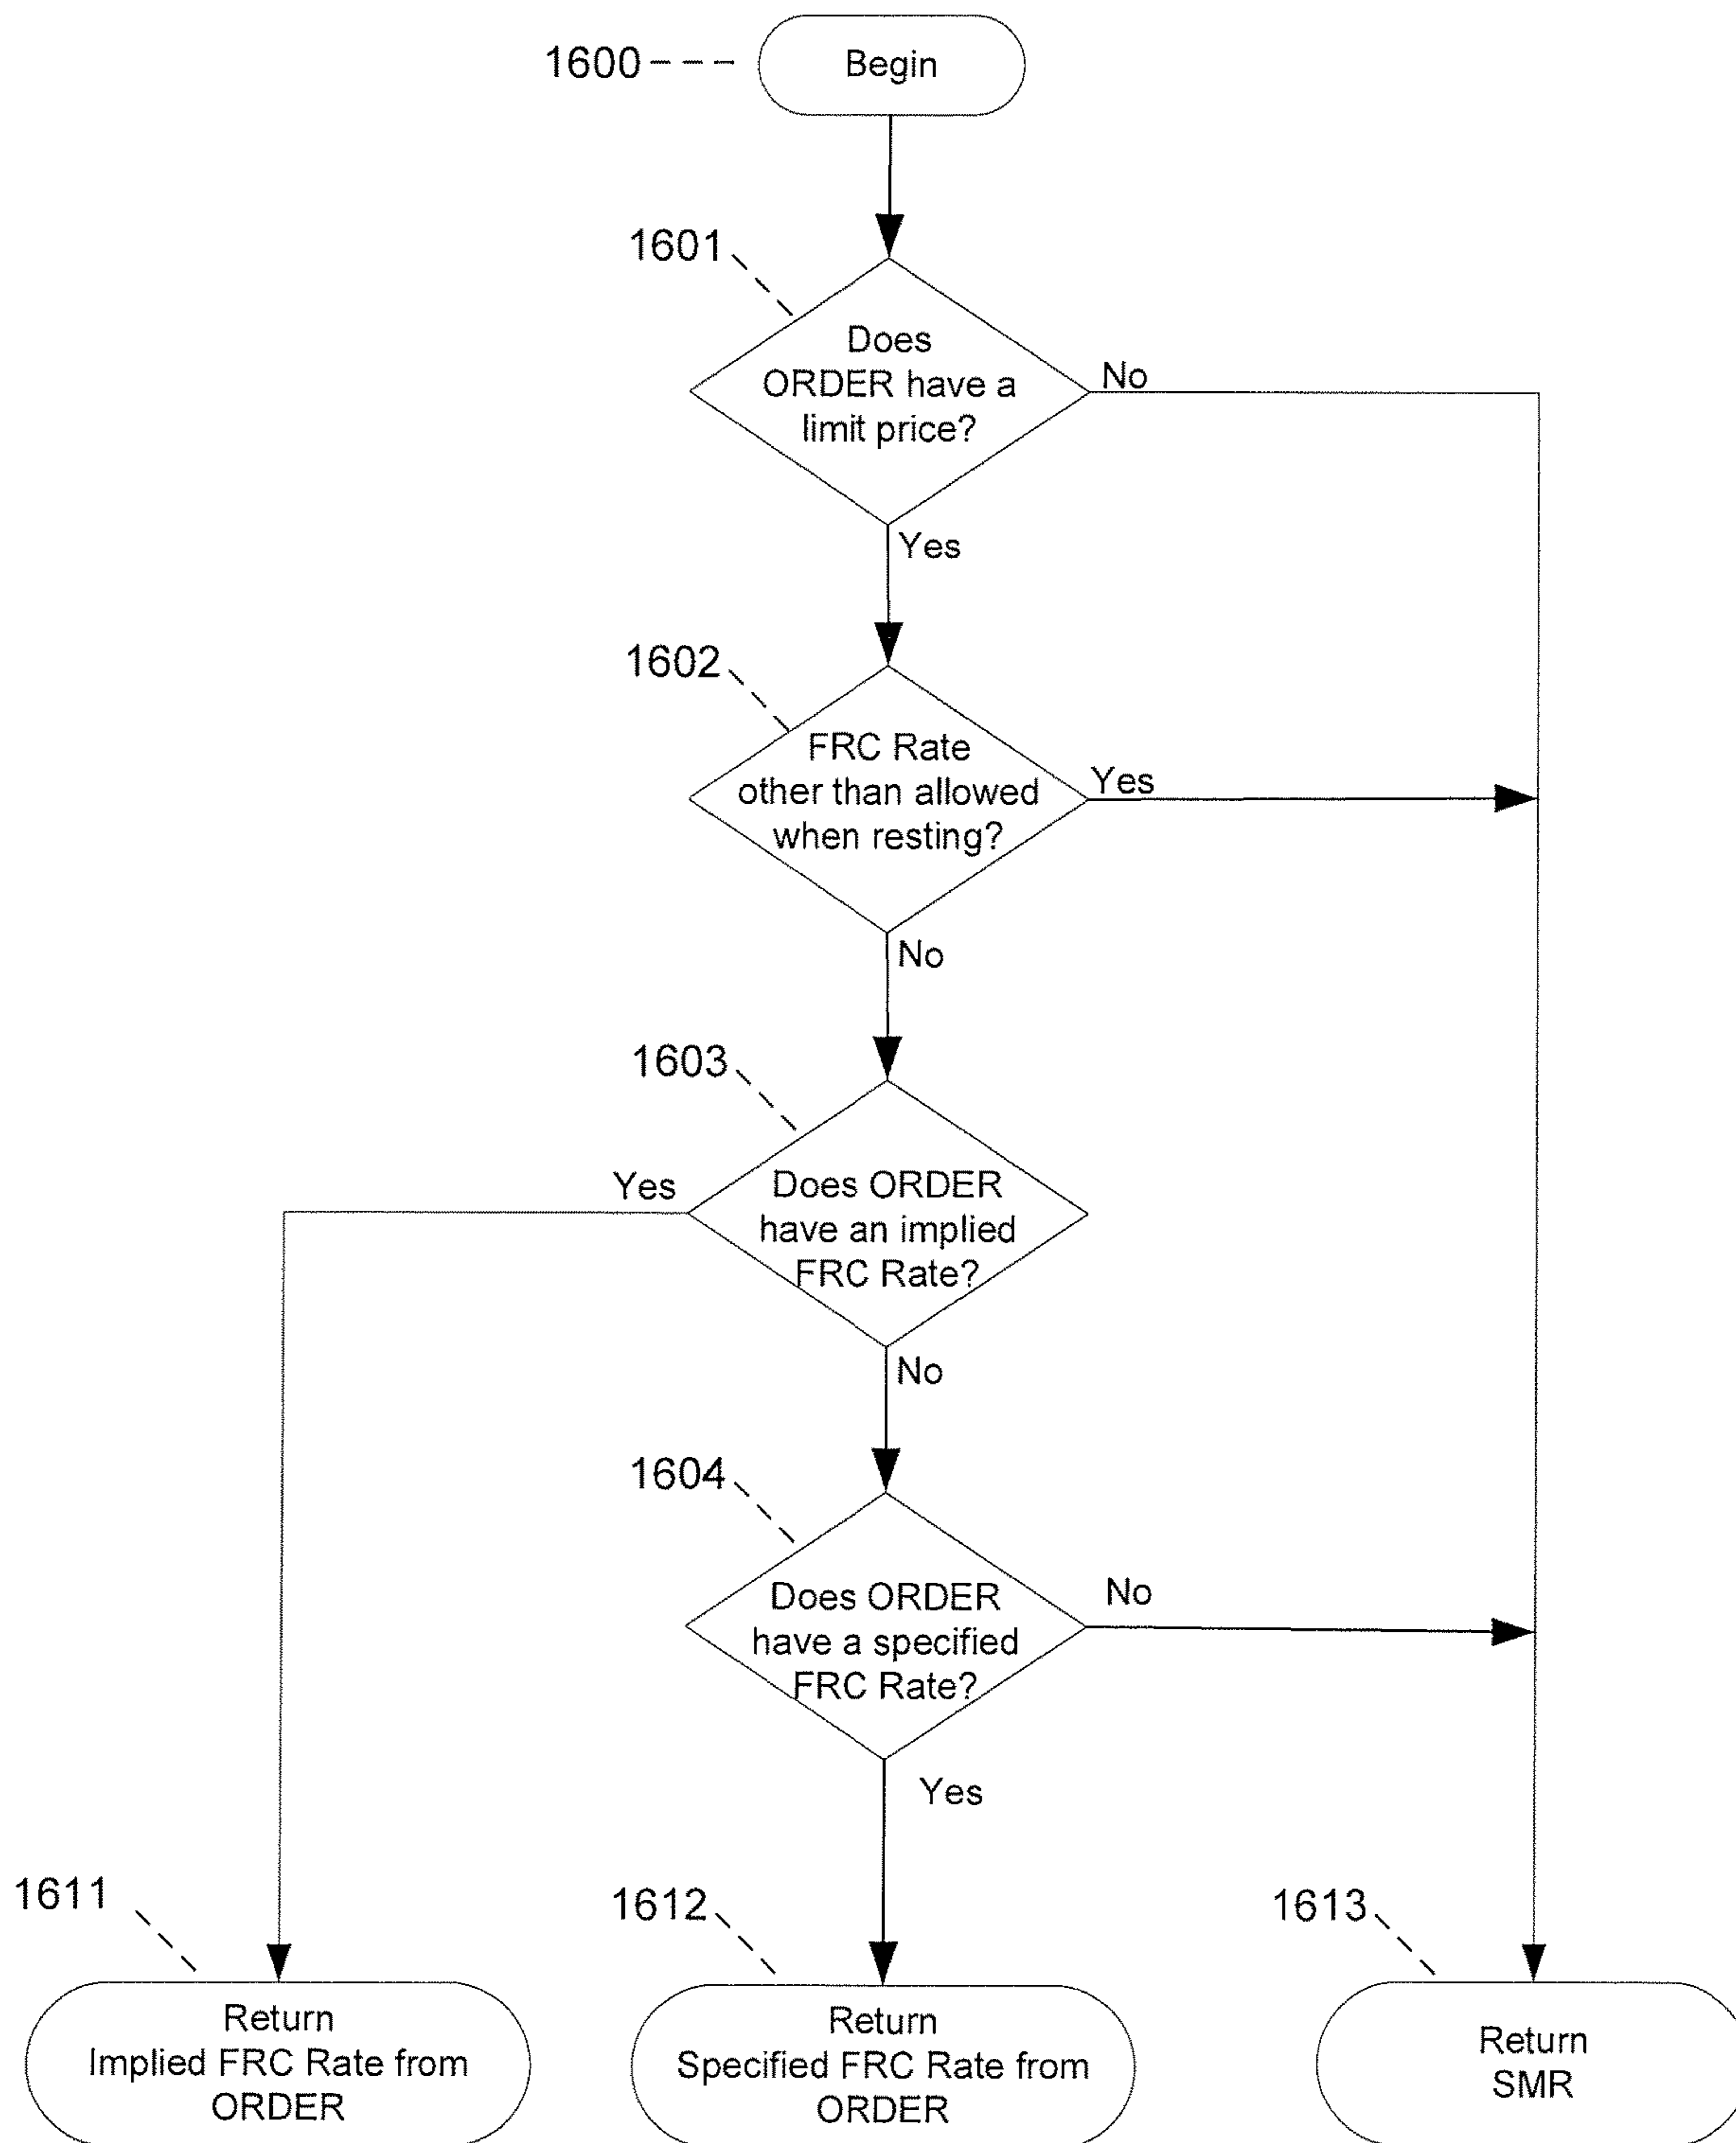 1600
Begin
1601
Does
ORDER have a
limit price?
No
Yes
1602
FRC Rate
other than allowed
when resting?
Yes
No
1603
Yes
Does ORDER
have an implied
FRC Rate?
No
1604
Does ORDER
have a specified
FRC Rate?
No
Yes
1611
1612
1613
Return
Implied FRC Rate from
ORDER
Return
Specified FRC Rate from
ORDER
Return
SMR